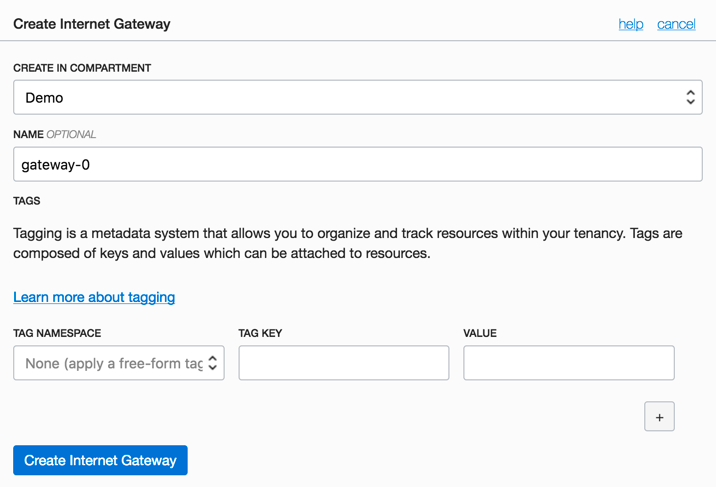 Create Internet Gateway help cancel
CREATE IN COMPARTMENT
Demo
NAME OPTIONAL
gateway-0
TAGS
Tagging is a metadata system that allows you to organize and track resources within your tenancy. Tags are
composed of keys and values which can be attached to resources.
Learn more about tagging
TAG NAMESPACE TAG KEY VALUE
None (apply a free-form tag
+
Create Internet Gateway